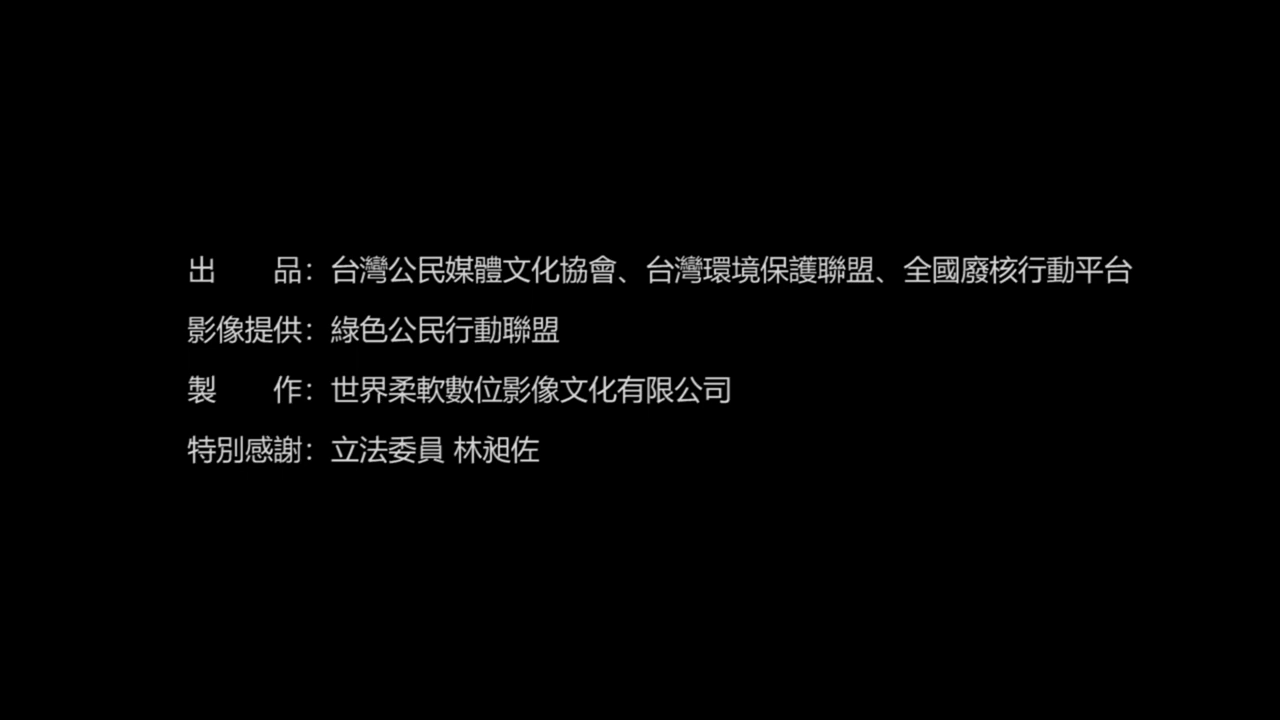 出　　品：台灣公民媒體文化協會、台灣環境保護聯盟、全國廢核行動平台
影像提供：綠色公民行動聯盟
製　　作：世界柔軟數位影像文化有限公司
特別感謝：立法委員 林昶佐